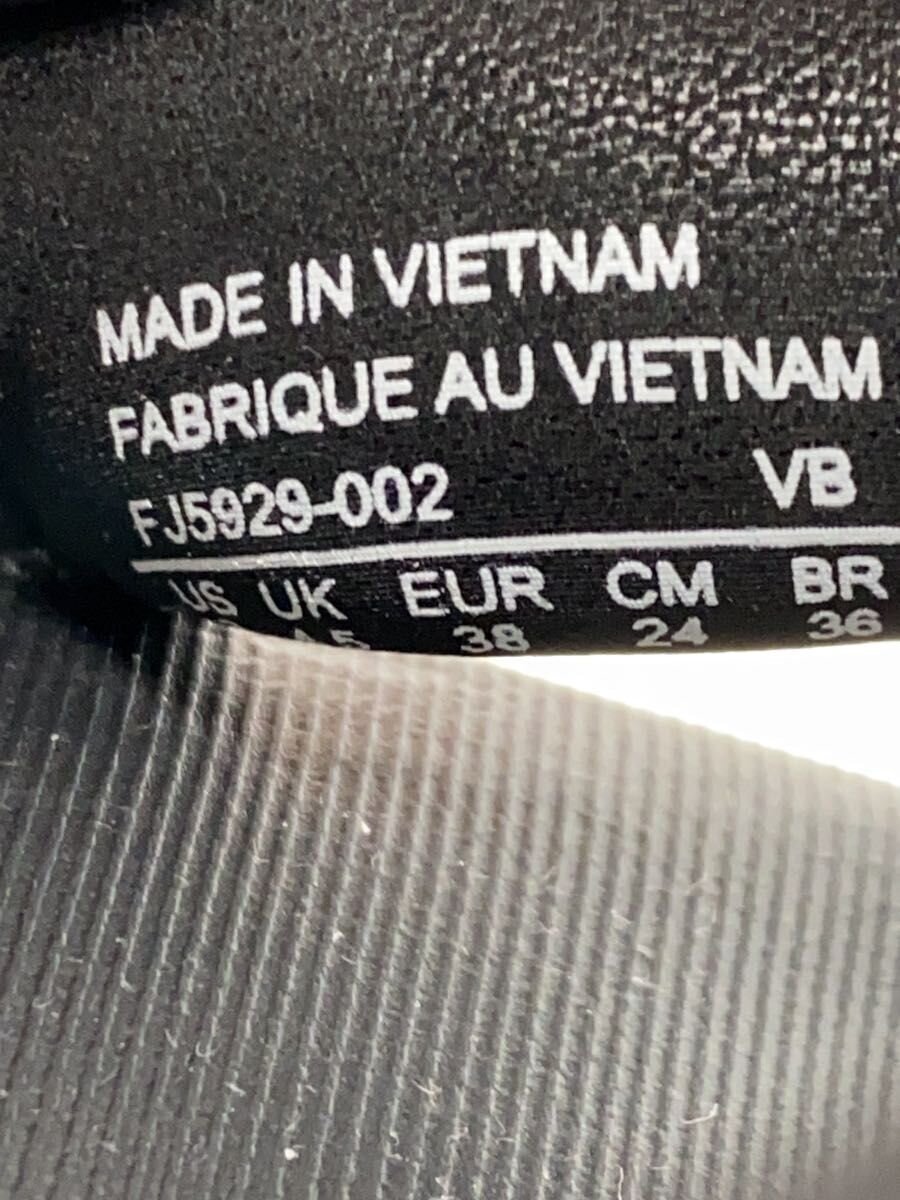 MADE IN VIETNAM
FABRIQUE AU VIETNAM
FJ5929-002 VB
US UK EUR CM BR
38 24 36